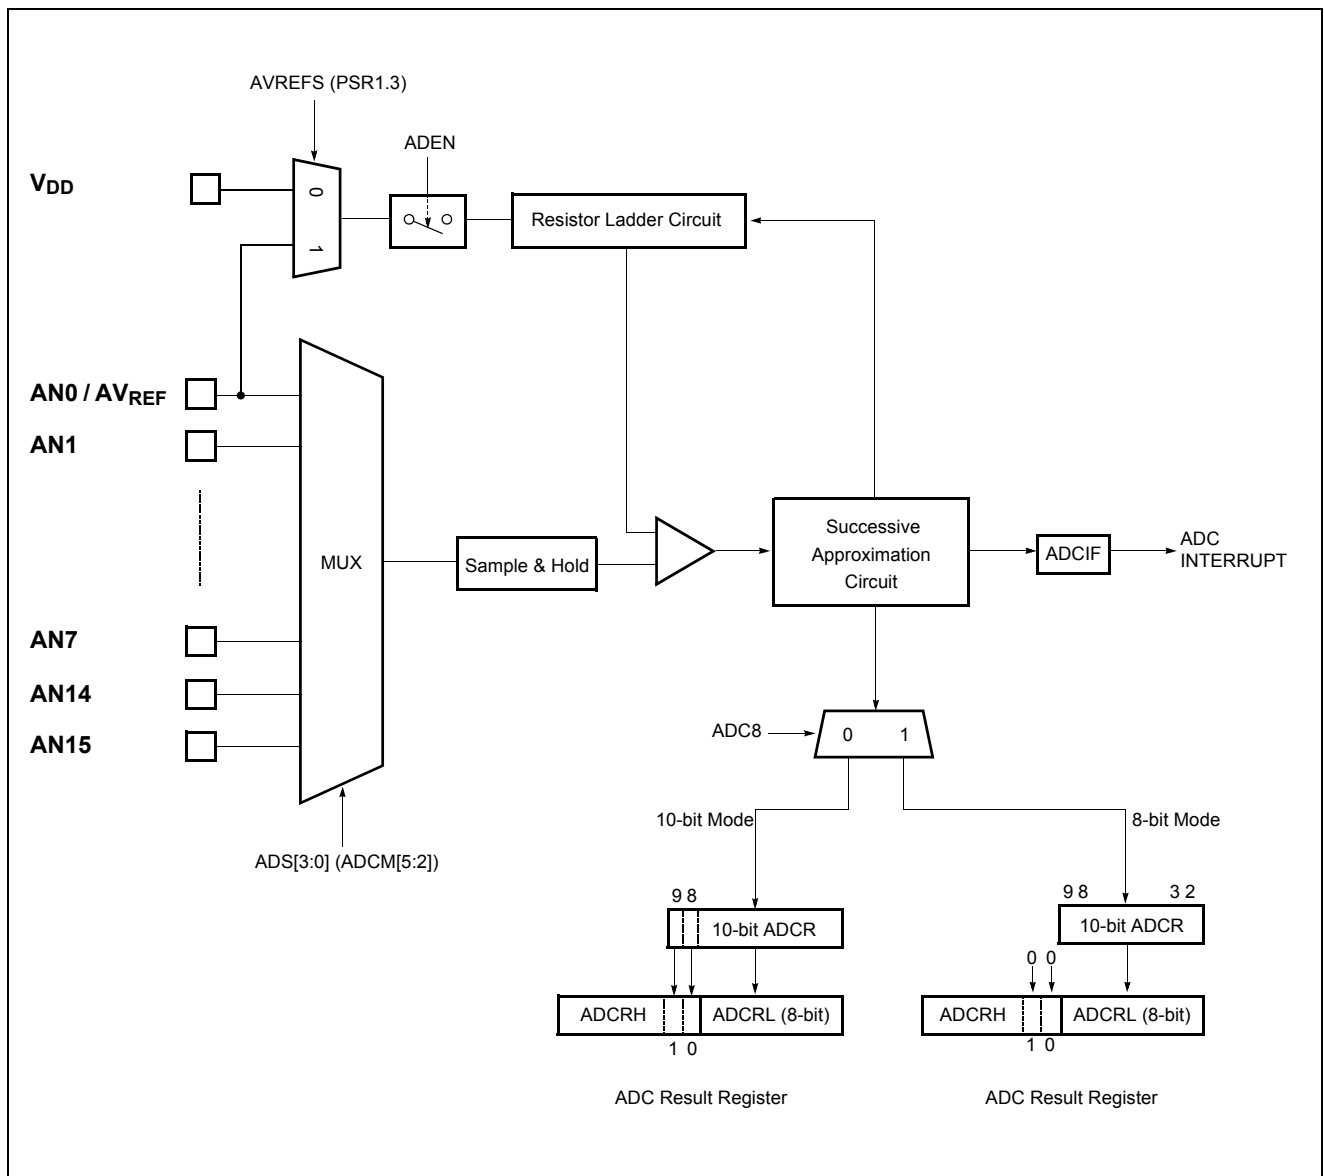 AVREFS (PSR1.3)
ADEN
VDD
0
1
Resistor Ladder Circuit
AN0 / AVREF
AN1
MUX
Sample & Hold
Successive
Approximation
Circuit
ADCIF
ADC
INTERRUPT
AN7
AN14
AN15
ADC8
0 1
ADS[3:0] (ADCM[5:2])
10-bit Mode
8-bit Mode
9 8
10-bit ADCR
9 8 3 2
10-bit ADCR
0 0
ADCRH
ADCRL (8-bit)
1 0
ADCRH
ADCRL (8-bit)
1 0
ADC Result Register
ADC Result Register